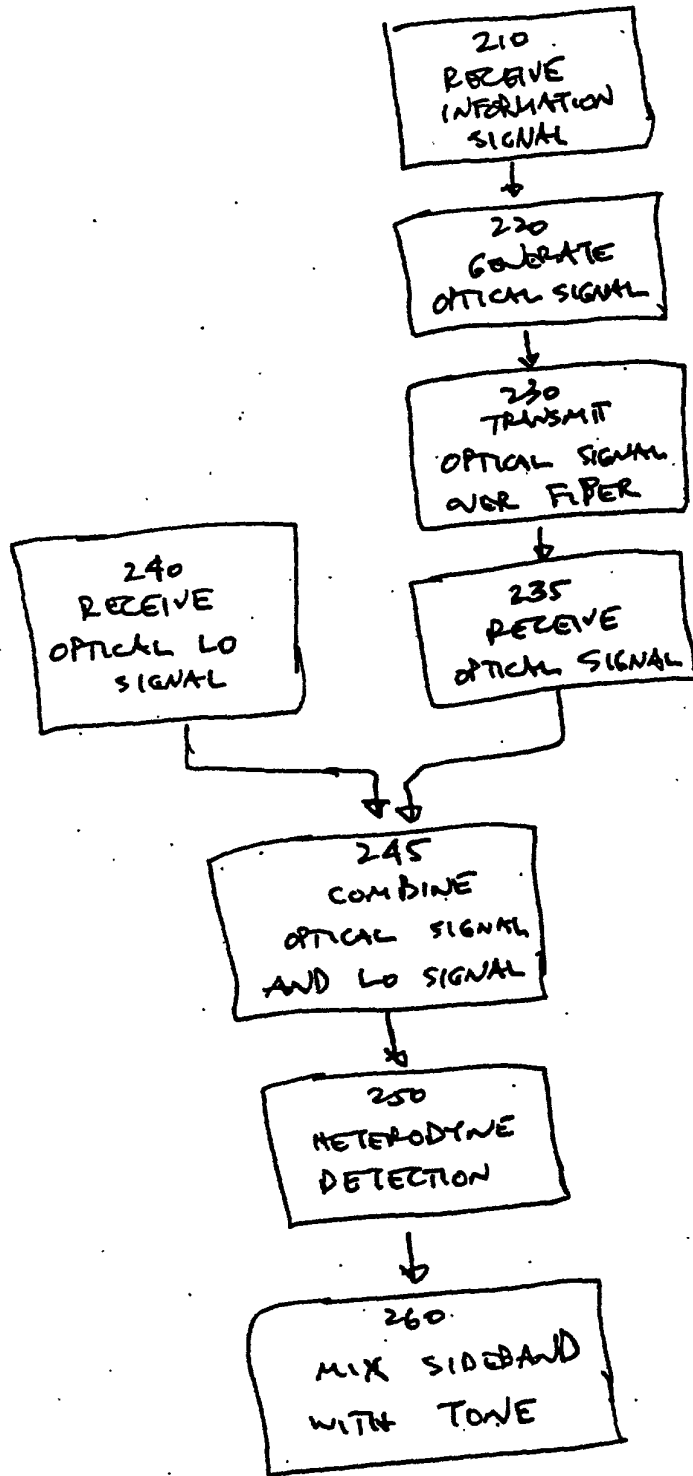 210
RECEIVE
INFORMATION
SIGNAL
220
GENERATE
OPTICAL SIGNAL
230
TRANSMIT
OPTICAL SIGNAL
OVER FIBER
240
RECEIVE
OPTICAL LO
SIGNAL
235
RECEIVE
OPTICAL SIGNAL
245
COMBINE
OPTICAL SIGNAL
AND LO SIGNAL
250
HETERODYNE
DETECTION
260
MIX SIDEBAND
WITH TONE